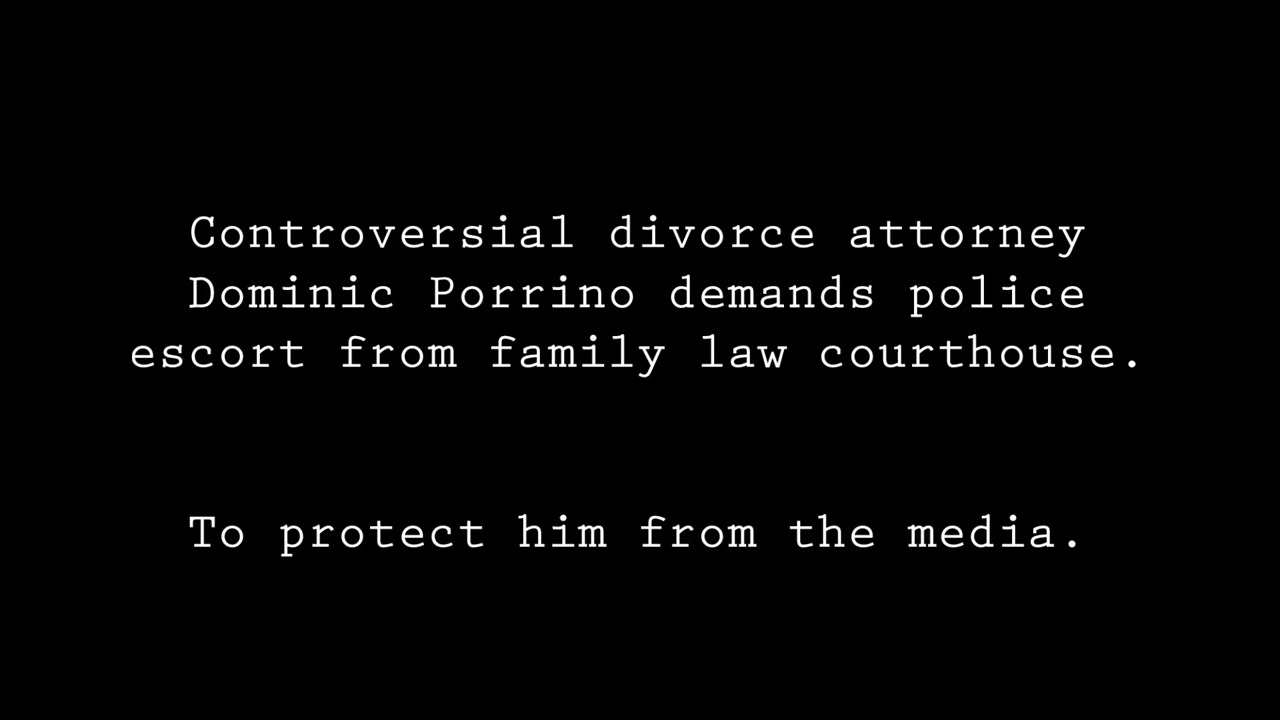 Controversial divorce attorney
Dominic Porrino demands police
escort from family law courthouse.
To protect him from the media.